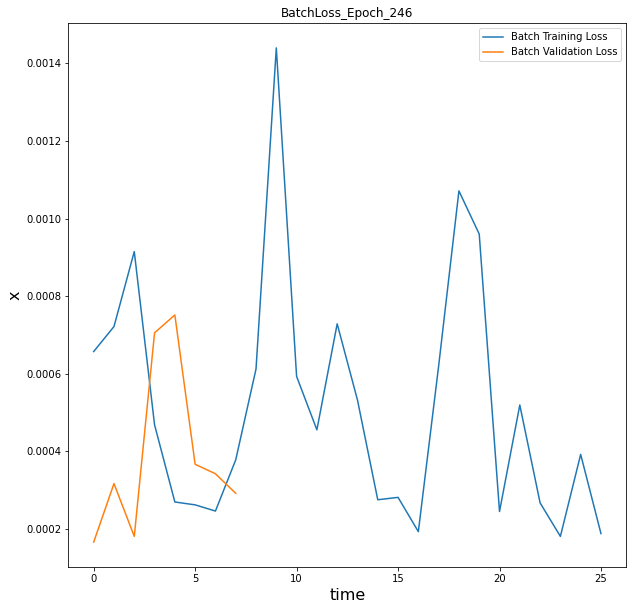 BatchLoss_Epoch_246
Batch Training Loss
Batch Validation Loss
0.0014
0.0012
0.0010
0.0008
0.0006
0.0004
0.0002
x
0 5 10 15 20 25
time